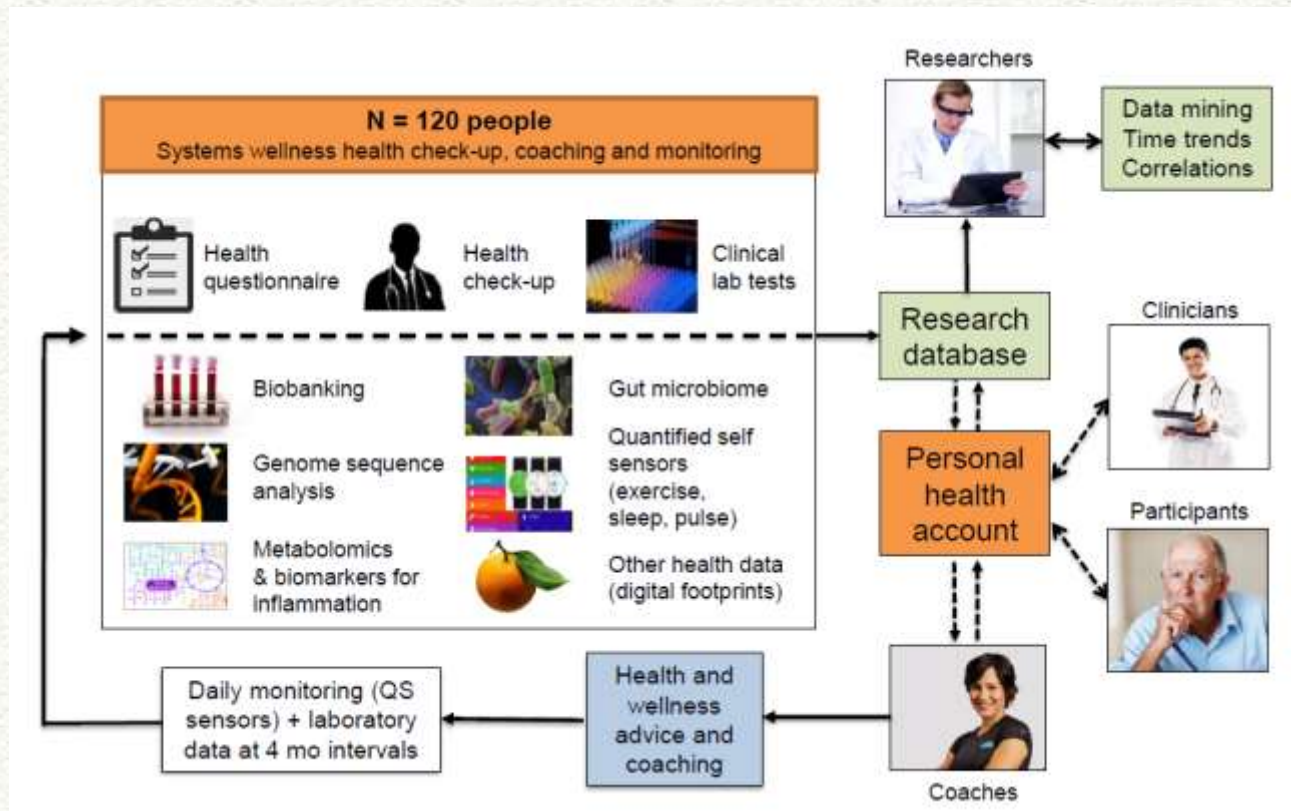 Researchers
N = 120 people
Systems wellness health check-up, coaching and monitoring
Data mining
Time trends
Correlations
Health
questionnaire
Health
check-up
Clinical
lab tests
Research
database
Clinicians
Biobanking
Gut microbiome
Genome sequence
analysis
Quantified self
sensors
(exercise,
sleep, pulse)
Personal
health
account
Participants
Metabolomics
& biomarkers for
inflammation
Other health data
(digital footprints)
Daily monitoring (QS
sensors) + laboratory
data at 4 mo intervals
Health and
wellness
advice and
coaching
Coaches